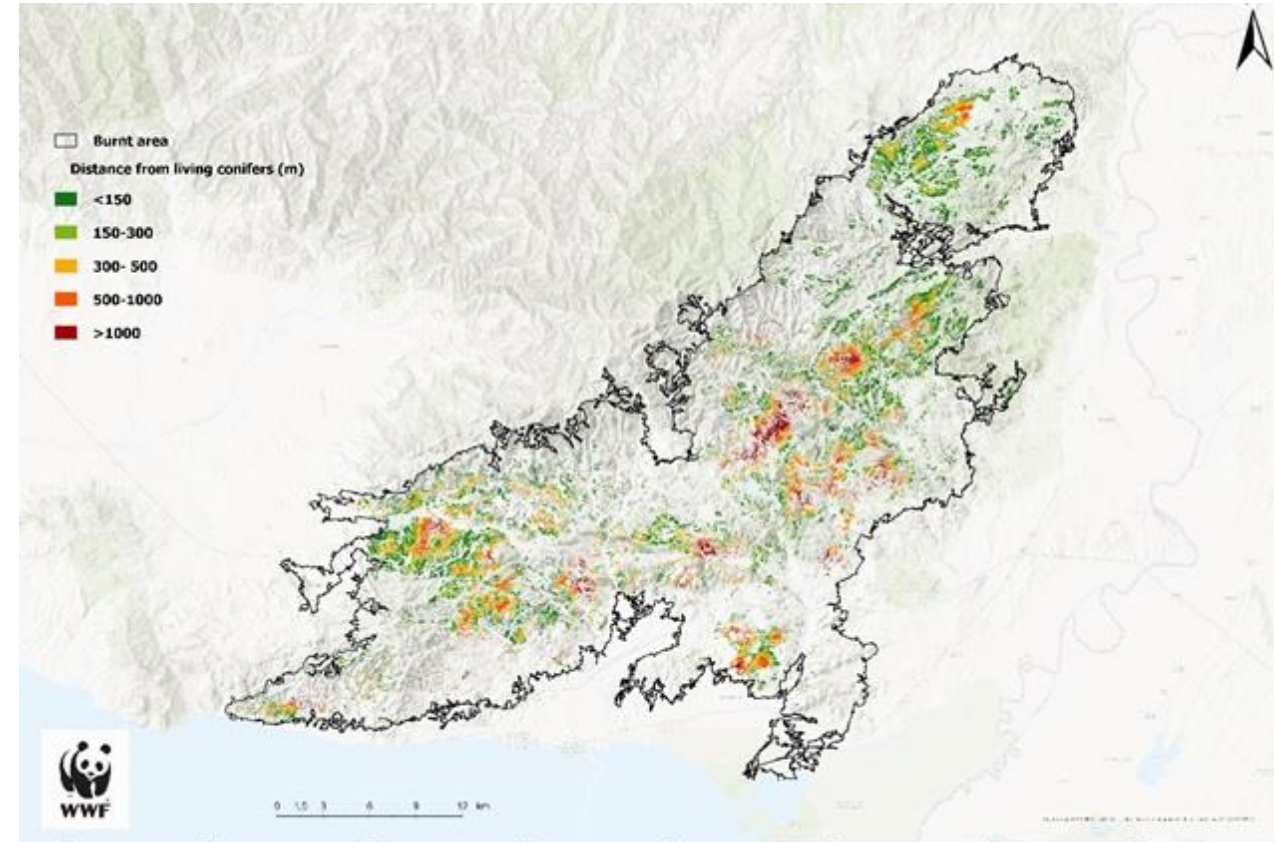 Burnt area
Distance from living conifers (m)
<150
150-300
300- 500
500-1000
>1000
WWF
0 1,5 3 6 9 12 km